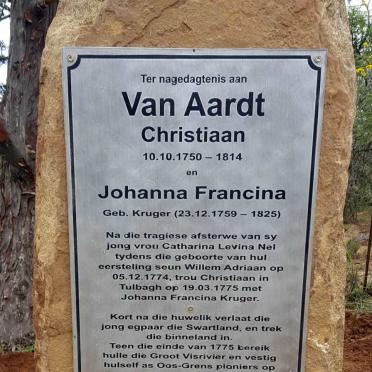 Ter nagedagtenis aan
Van Aardt
Christiaan
10.10.1750 – 1814
en
Johanna Francina
Geb. Kruger (23.12.1759 – 1825)
Na die tragiese afsterwe van sy
jong vrou Catharina Levina Nel
tydens die geboorte van hul
eersteling seun Willem Adriaan op
05.12.1774, trou Christiaan in
Tulbagh op 19.03.1775 met
Johanna Francina Kruger.
Kort na die huwelik verlaat die
jong egpaar die Swartland, en trek
die binneland in.
Teen die einde van 1775 bereik
hulle die Groot Visrivier en vestig
hulself as Oos-Grens pioniers op